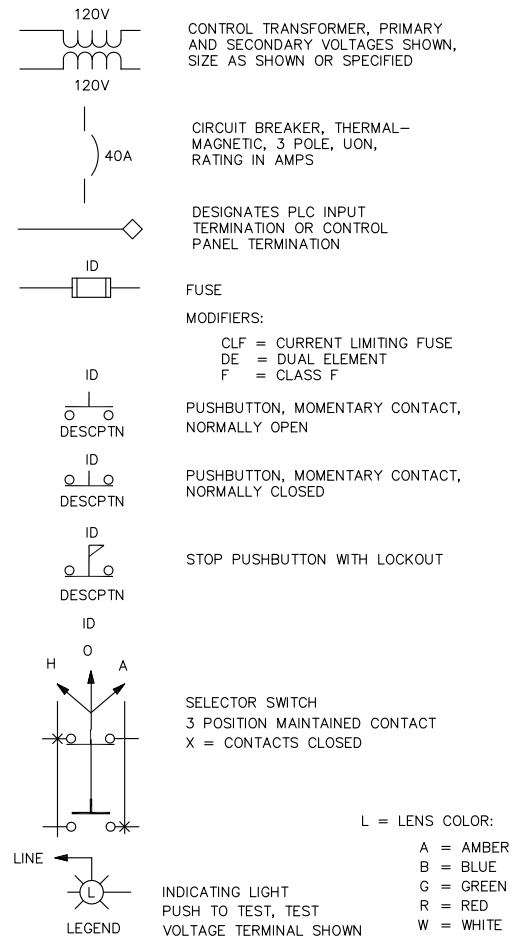 120V
CONTROL TRANSFORMER, PRIMARY
AND SECONDARY VOLTAGES SHOWN,
SIZE AS SHOWN OR SPECIFIED
120V
40A
CIRCUIT BREAKER, THERMAL–
MAGNETIC, 3 POLE, UON,
RATING IN AMPS
DESIGNATES PLC INPUT
TERMINATION OR CONTROL
PANEL TERMINATION
ID
FUSE
MODIFIERS:
CLF = CURRENT LIMITING FUSE
DE = DUAL ELEMENT
F = CLASS F
ID
DESCPTN
PUSHBUTTON, MOMENTARY CONTACT,
NORMALLY OPEN
ID
DESCPTN
PUSHBUTTON, MOMENTARY CONTACT,
NORMALLY CLOSED
ID
DESCPTN
STOP PUSHBUTTON WITH LOCKOUT
ID
O
H A
SELECTOR SWITCH
3 POSITION MAINTAINED CONTACT
X = CONTACTS CLOSED
LINE
L
LEGEND
INDICATING LIGHT
PUSH TO TEST, TEST
VOLTAGE TERMINAL SHOWN
L = LENS COLOR:
A = AMBER
B = BLUE
G = GREEN
R = RED
W = WHITE